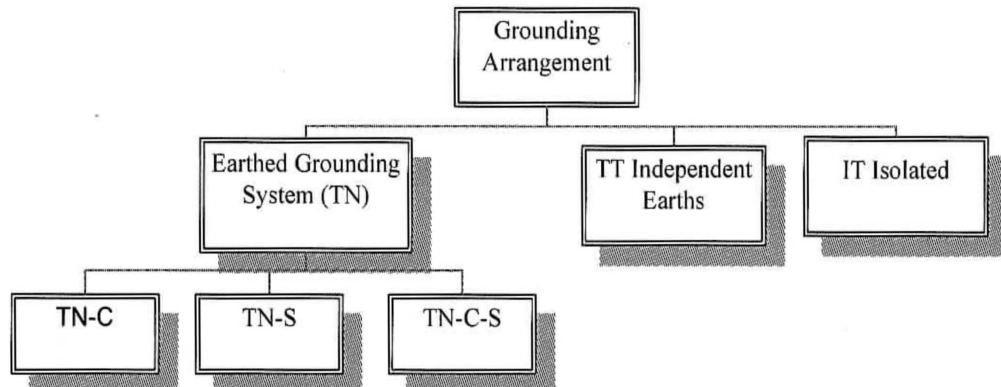 Grounding
Arrangement
Earthed Grounding
System (TN)
TT Independent
Earths
IT Isolated
TN-C
TN-S
TN-C-S